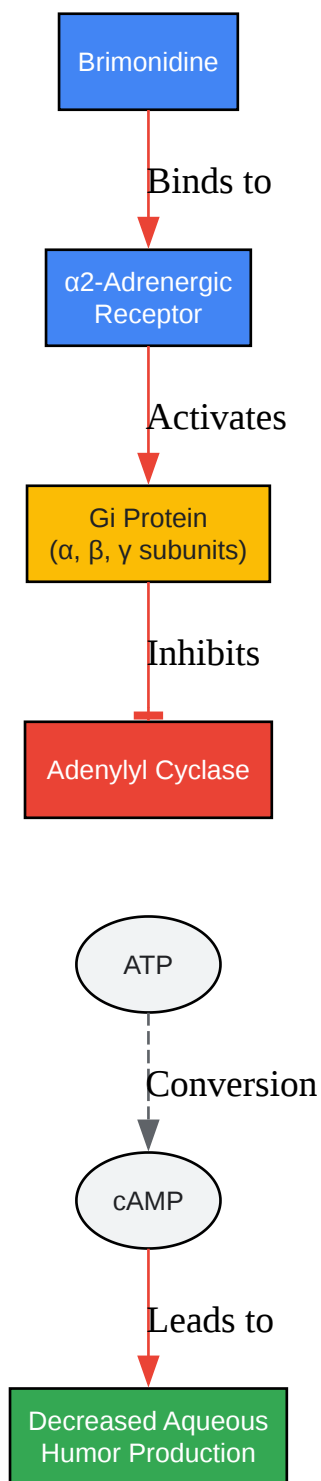 Brimonidine
Binds to
α2-Adrenergic
Receptor
Activates
Gi Protein
(α, β, γ subunits)
Inhibits
Adenylyl Cyclase
ATP
Conversion
cAMP
Leads to
Decreased Aqueous
Humor Production